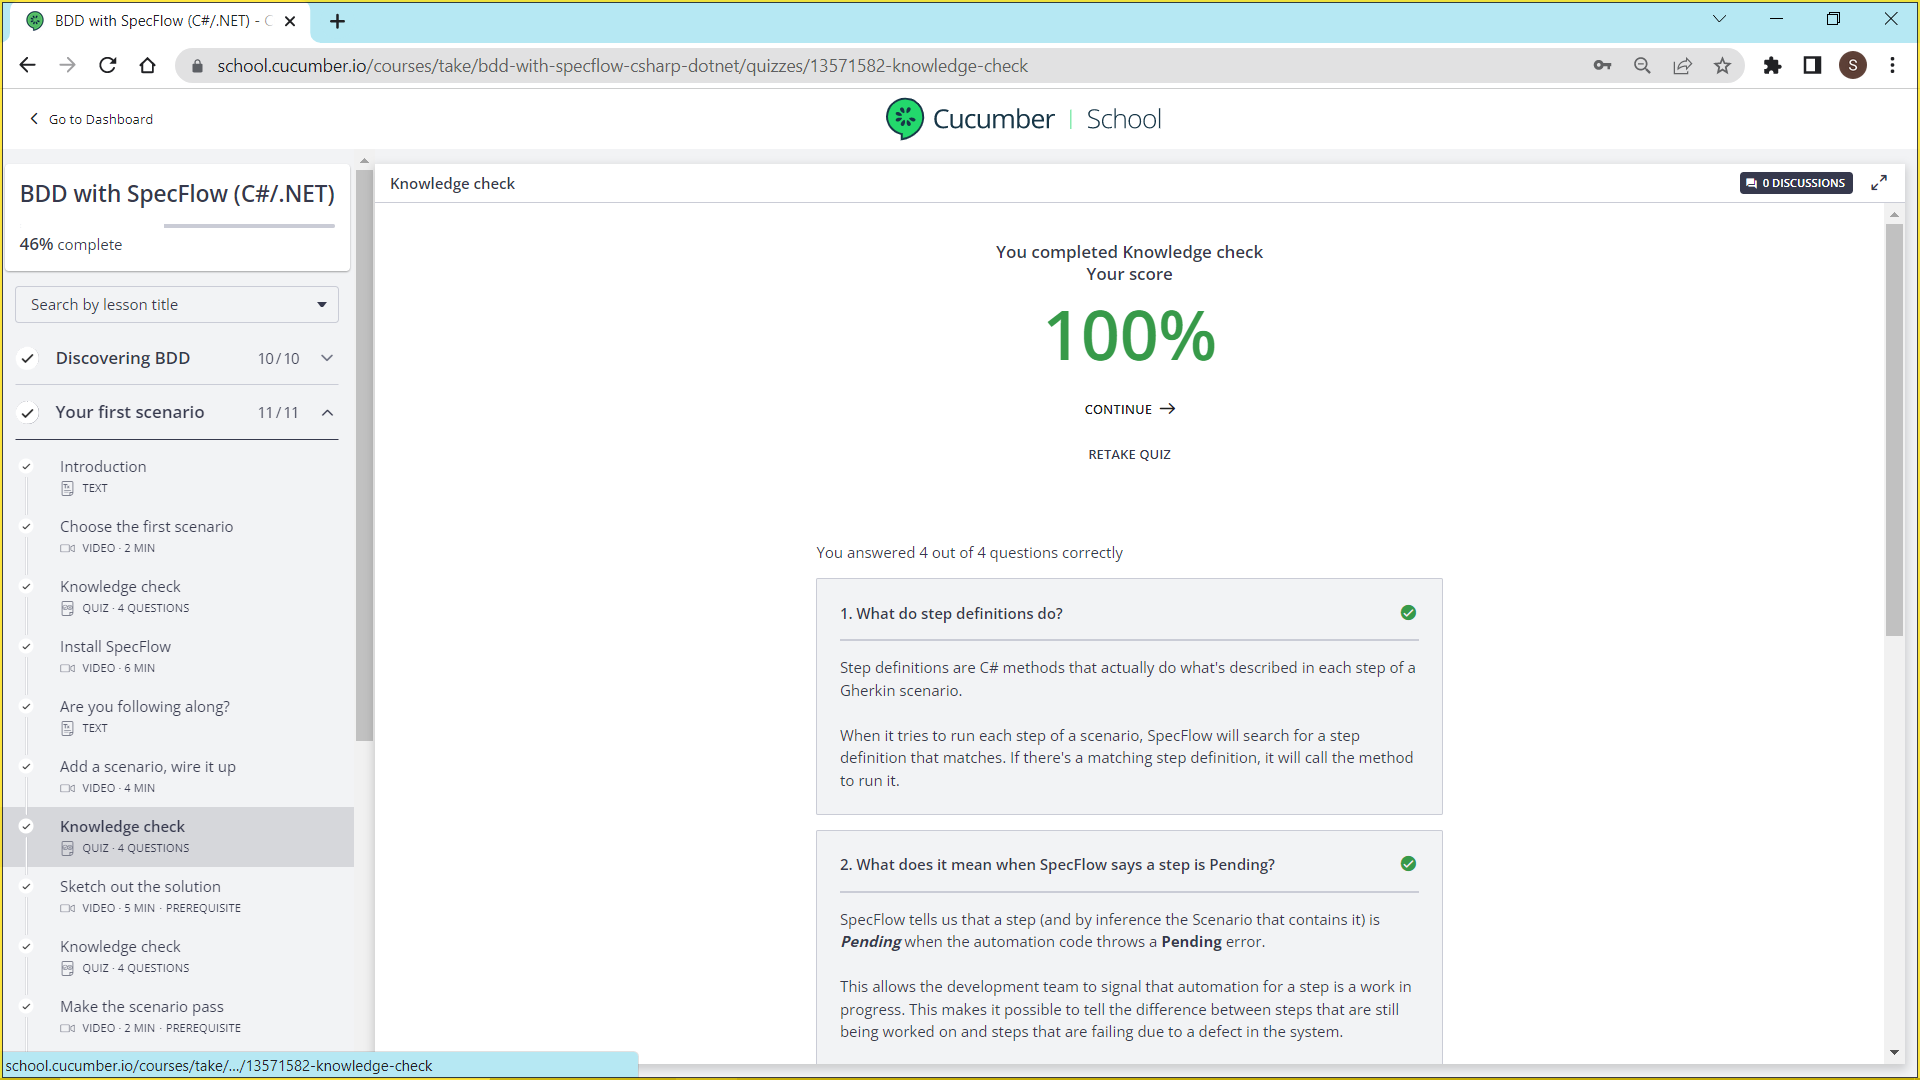 BDD with SpecFlow (C#/.NET) - C
school.cucumber.io/courses/take/bdd-with-specflow-csharp-dotnet/quizzes/13571582-knowledge-check
S
Go to Dashboard
Cucumber | School
BDD with SpecFlow (C#/.NET)
46% complete
Search by lesson title
Discovering BDD 10 / 10
Your first scenario 11 / 11
Introduction
TEXT
Choose the first scenario
VIDEO · 2 MIN
Knowledge check
QUIZ · 4 QUESTIONS
Install SpecFlow
VIDEO · 6 MIN
Are you following along?
TEXT
Add a scenario, wire it up
VIDEO · 4 MIN
Knowledge check
QUIZ · 4 QUESTIONS
Sketch out the solution
VIDEO · 5 MIN · PREREQUISITE
Knowledge check
QUIZ · 4 QUESTIONS
Make the scenario pass
VIDEO · 2 MIN · PREREQUISITE
Knowledge check
0 DISCUSSIONS
You completed Knowledge check
Your score
100%
CONTINUE
RETAKE QUIZ
You answered 4 out of 4 questions correctly
1. What do step definitions do?
Step definitions are C# methods that actually do what's described in each step of a
Gherkin scenario.
When it tries to run each step of a scenario, SpecFlow will search for a step
definition that matches. If there's a matching step definition, it will call the method
to run it.
2. What does it mean when SpecFlow says a step is Pending?
SpecFlow tells us that a step (and by inference the Scenario that contains it) is
Pending when the automation code throws a Pending error.
This allows the development team to signal that automation for a step is a work in
progress. This makes it possible to tell the difference between steps that are still
being worked on and steps that are failing due to a defect in the system.
school.cucumber.io/courses/take/.../13571582-knowledge-check